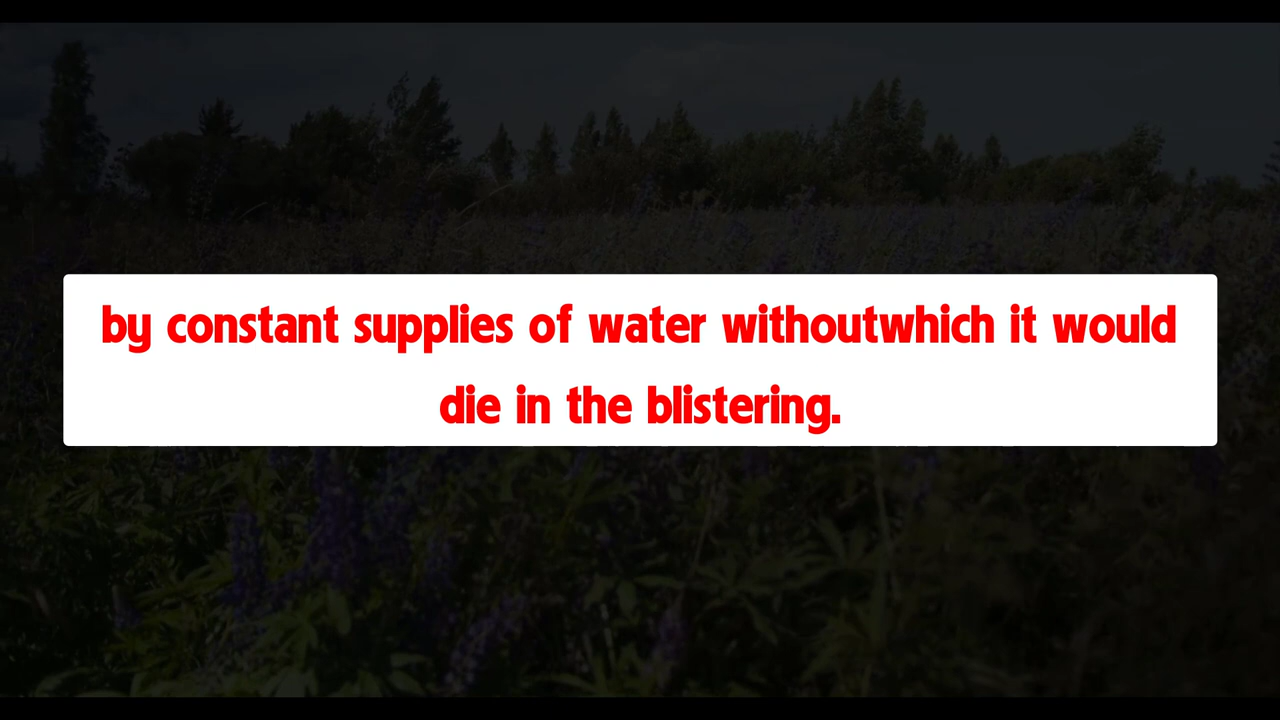 by constant supplies of water withoutwhich it would
die in the blistering.